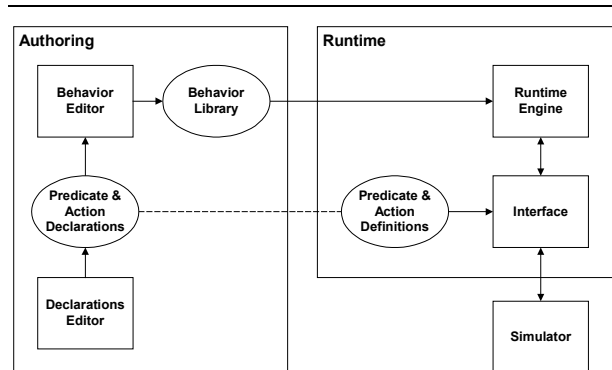 Authoring
Runtime
Behavior
Editor
Behavior
Library
Runtime
Engine
Predicate &
Action
Declarations
Predicate &
Action
Definitions
Interface
Declarations
Editor
Simulator